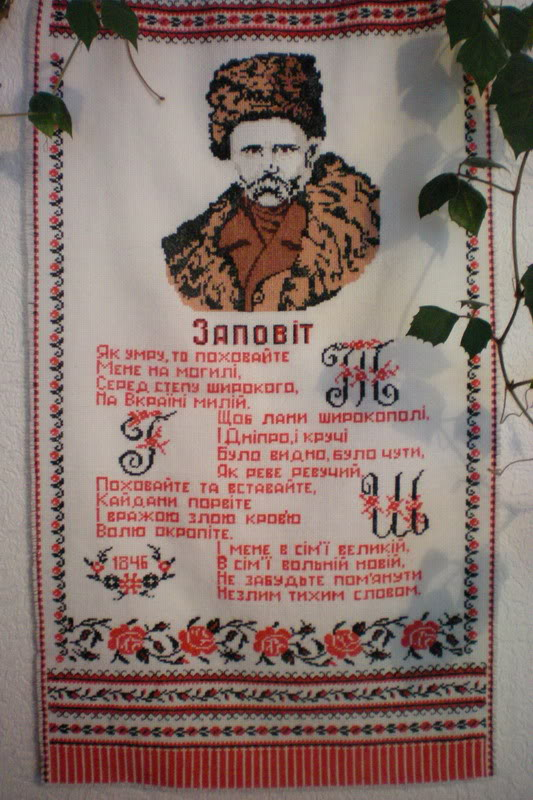 Заповіт
Як умру, то поховайте
Мене на могилі,
Серед степу широкого,
На Вкраїні милій.
Т
Щоб лани широкополі,
І Дніпро, і кручі
Було видно, було чути,
Як реве ревучий.
Г
Поховайте та вставайте,
Кайдани порвіте
І вражою злою кров'ю
Волю окропіте.
Ш
І мене в сім'ї великій,
В сім'ї вольній новій,
Не забудьте пом'янути
Незлим тихим словом.
1846